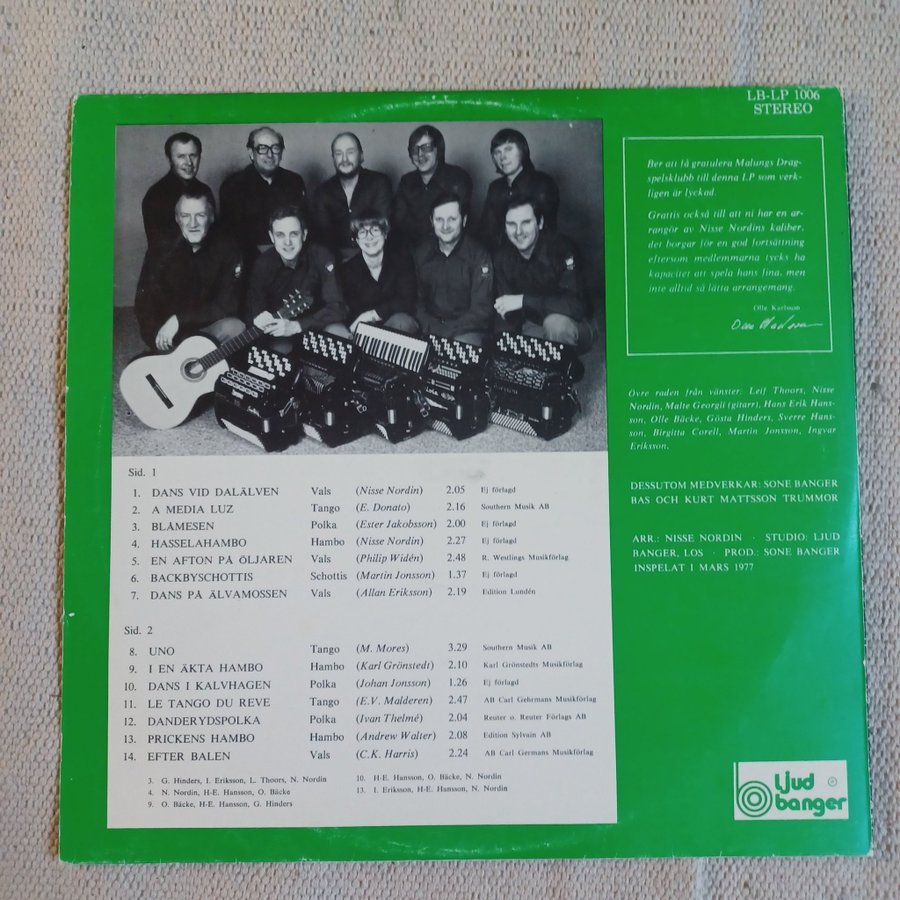 LB-LP 1006
STEREO
Ber att få gratulera Malungs Drag-
spelsklubb till denna LP som verk-
ligen är lyckad.
Grattis också till att ni har en ar-
rangör av Nisse Nordins kaliber,
det borgar för en god fortsättning
eftersom medlemmarna tycks ha
kapacitet att spela hans fina, men
inte alltid så lätta arrangemang.
Olle Karlsson
Övre raden från vänster: Leif Thoors, Nisse
Nordin, Malte Georgii (gitarr), Hans Erik Hans-
son, Olle Bäcke, Gösta Hinders, Sverre Hans-
son, Birgitta Corell, Martin Jonsson, Ingvar
Eriksson.
DESSUTOM MEDVERKAR: SONE BANGER
BAS OCH KURT MATTSSON TRUMMOR
ARR.: NISSE NORDIN · STUDIO: LJUD
BANGER, LOS · PROD.: SONE BANGER
INSPELAT 1 MARS 1977
Sid. 1
1. DANS VID DALÄLVEN Vals (Nisse Nordin) 2.05 Ej förlagd
2. A MEDIA LUZ Tango (E. Donato) 2.16 Southern Musik AB
3. BLÅMESEN Polka (Ester Jakobsson) 2.00 Ej förlagd
4. HASSELAHAMBO Hambo (Nisse Nordin) 2.27 Ej förlagd
5. EN AFTON PÅ ÖLJAREN Vals (Philip Widén) 2.48 R. Westlings Musikförlag
6. BACKBYSCHOTTIS Schottis (Martin Jonsson) 1.37 Ej förlagd
7. DANS PÅ ÄLVAMOSSEN Vals (Allan Eriksson) 2.19 Edition Lundén
Sid. 2
8. UNO Tango (M. Mores) 3.29 Southern Musik AB
9. I EN ÄKTA HAMBO Hambo (Karl Grönstedt) 2.10 Karl Grönstedts Musikförlag
10. DANS I KALVHAGEN Polka (Johan Jonsson) 1.26 Ej förlagd
11. LE TANGO DU REVE Tango (E.V. Malderen) 2.47 AB Carl Gehrmans Musikförlag
12. DANDERYDSPOLKA Polka (Ivan Thelmé) 2.04 Reuter o. Reuter Förlags AB
13. PRICKENS HAMBO Hambo (Andrew Walter) 2.08 Edition Sylvain AB
14. EFTER BALEN Vals (C.K. Harris) 2.24 AB Carl Germans Musikförlag
3. G. Hinders, I. Eriksson, L. Thoors, N. Nordin
4. N. Nordin, H-E. Hansson, O. Bäcke
9. O. Bäcke, H-E. Hansson, G. Hinders
10. H-E. Hansson, O. Bäcke, N. Nordin
13. I. Eriksson, H-E. Hansson, N. Nordin
ljud
banger